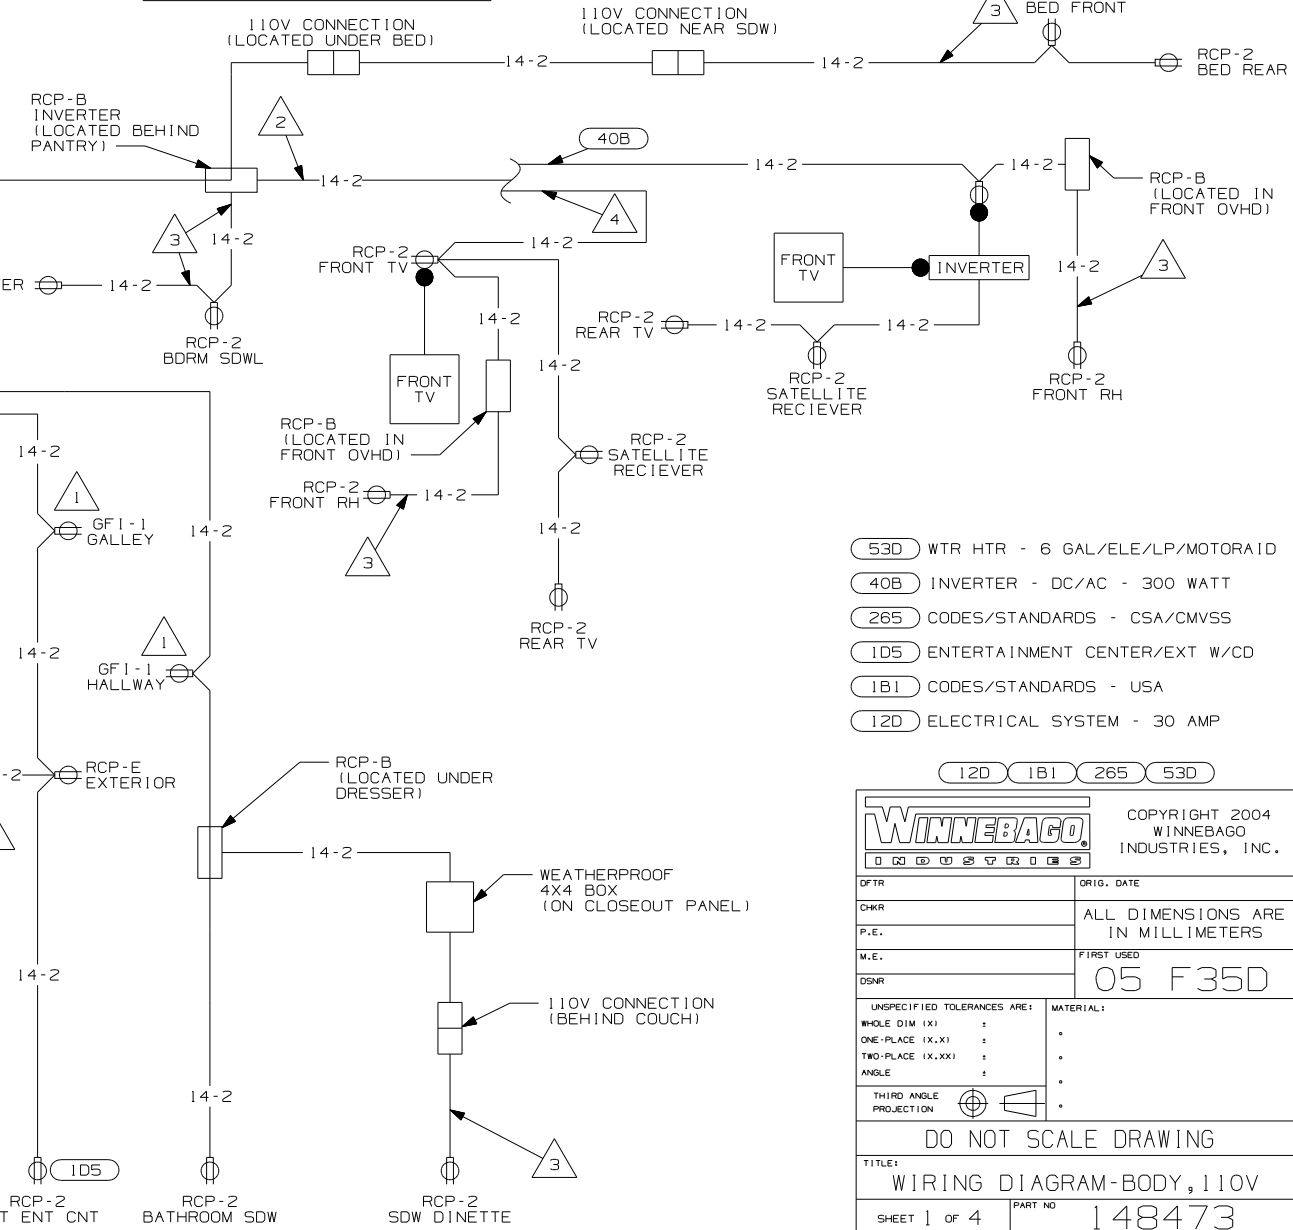 110V CONNECTION
(LOCATED UNDER BED)
110V CONNECTION
(LOCATED NEAR SDW)
3
BED FRONT
14-2
14-2
RCP-2
BED REAR
RCP-B
INVERTER
(LOCATED BEHIND
PANTRY)
2
40B
14-2
14-2
14-2
RCP-B
(LOCATED IN
FRONT OVHD)
4
3
14-2
14-2
RCP-2
FRONT TV
FRONT
TV
INVERTER
14-2
3
ER
14-2
14-2
RCP-2
REAR TV
14-2
14-2
RCP-2
BDRM SDWL
14-2
FRONT
TV
RCP-2
SATELLITE
RECIEVER
RCP-2
FRONT RH
RCP-B
(LOCATED IN
FRONT OVHD)
14-2
RCP-2
SATELLITE
RECIEVER
RCP-2
FRONT RH
14-2
1
GFI-1
GALLEY
14-2
14-2
3
53D WTR HTR - 6 GAL/ELE/LP/MOTORAID
40B INVERTER - DC/AC - 300 WATT
265 CODES/STANDARDS - CSA/CMVSS
1D5 ENTERTAINMENT CENTER/EXT W/CD
1B1 CODES/STANDARDS - USA
12D ELECTRICAL SYSTEM - 30 AMP
RCP-2
REAR TV
14-2
1
GFI-1
HALLWAY
-2
RCP-E
EXTERIOR
RCP-B
(LOCATED UNDER
DRESSER)
14-2
WEATHERPROOF
4X4 BOX
(ON CLOSEOUT PANEL)
14-2
110V CONNECTION
(BEHIND COUCH)
14-2
3
1D5
RCP-2
T ENT CNT
RCP-2
BATHROOM SDW
RCP-2
SDW DINETTE
12D 1B1 265 53D
WINNEBAGO
INDUSTRIES
COPYRIGHT 2004
WINNEBAGO
INDUSTRIES, INC.
DFTR
ORIG. DATE
CHKR
ALL DIMENSIONS ARE
IN MILLIMETERS
P.E.
M.E.
FIRST USED
05 F35D
DSNR
UNSPECIFIED TOLERANCES ARE:
MATERIAL:
WHOLE DIM (X) ±
ONE-PLACE (X.X) ±
TWO-PLACE (X.XX) ±
ANGLE ±
THIRD ANGLE
PROJECTION
DO NOT SCALE DRAWING
TITLE:
WIRING DIAGRAM-BODY,110V
SHEET 1 OF 4
PART NO
148473